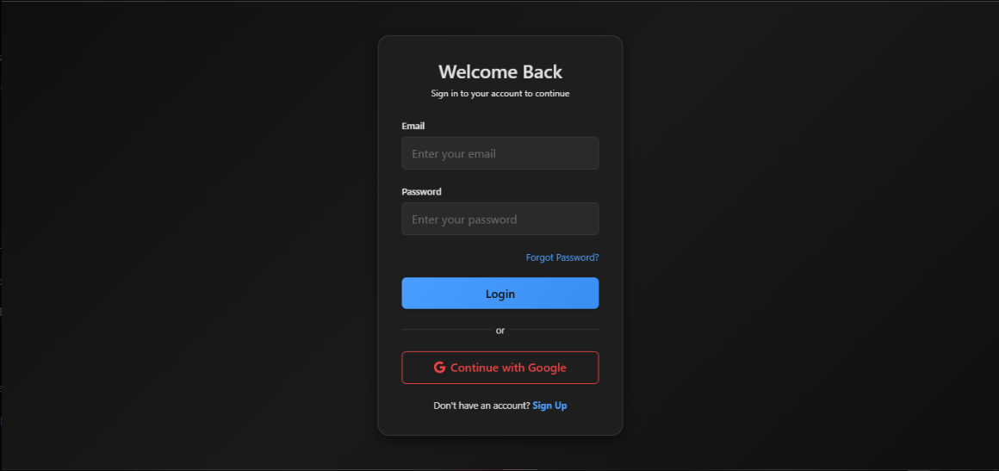 Welcome Back
Sign in to your account to continue
Email
Enter your email
Password
Enter your password
Forgot Password?
Login
or
Continue with Google
Don't have an account? Sign Up